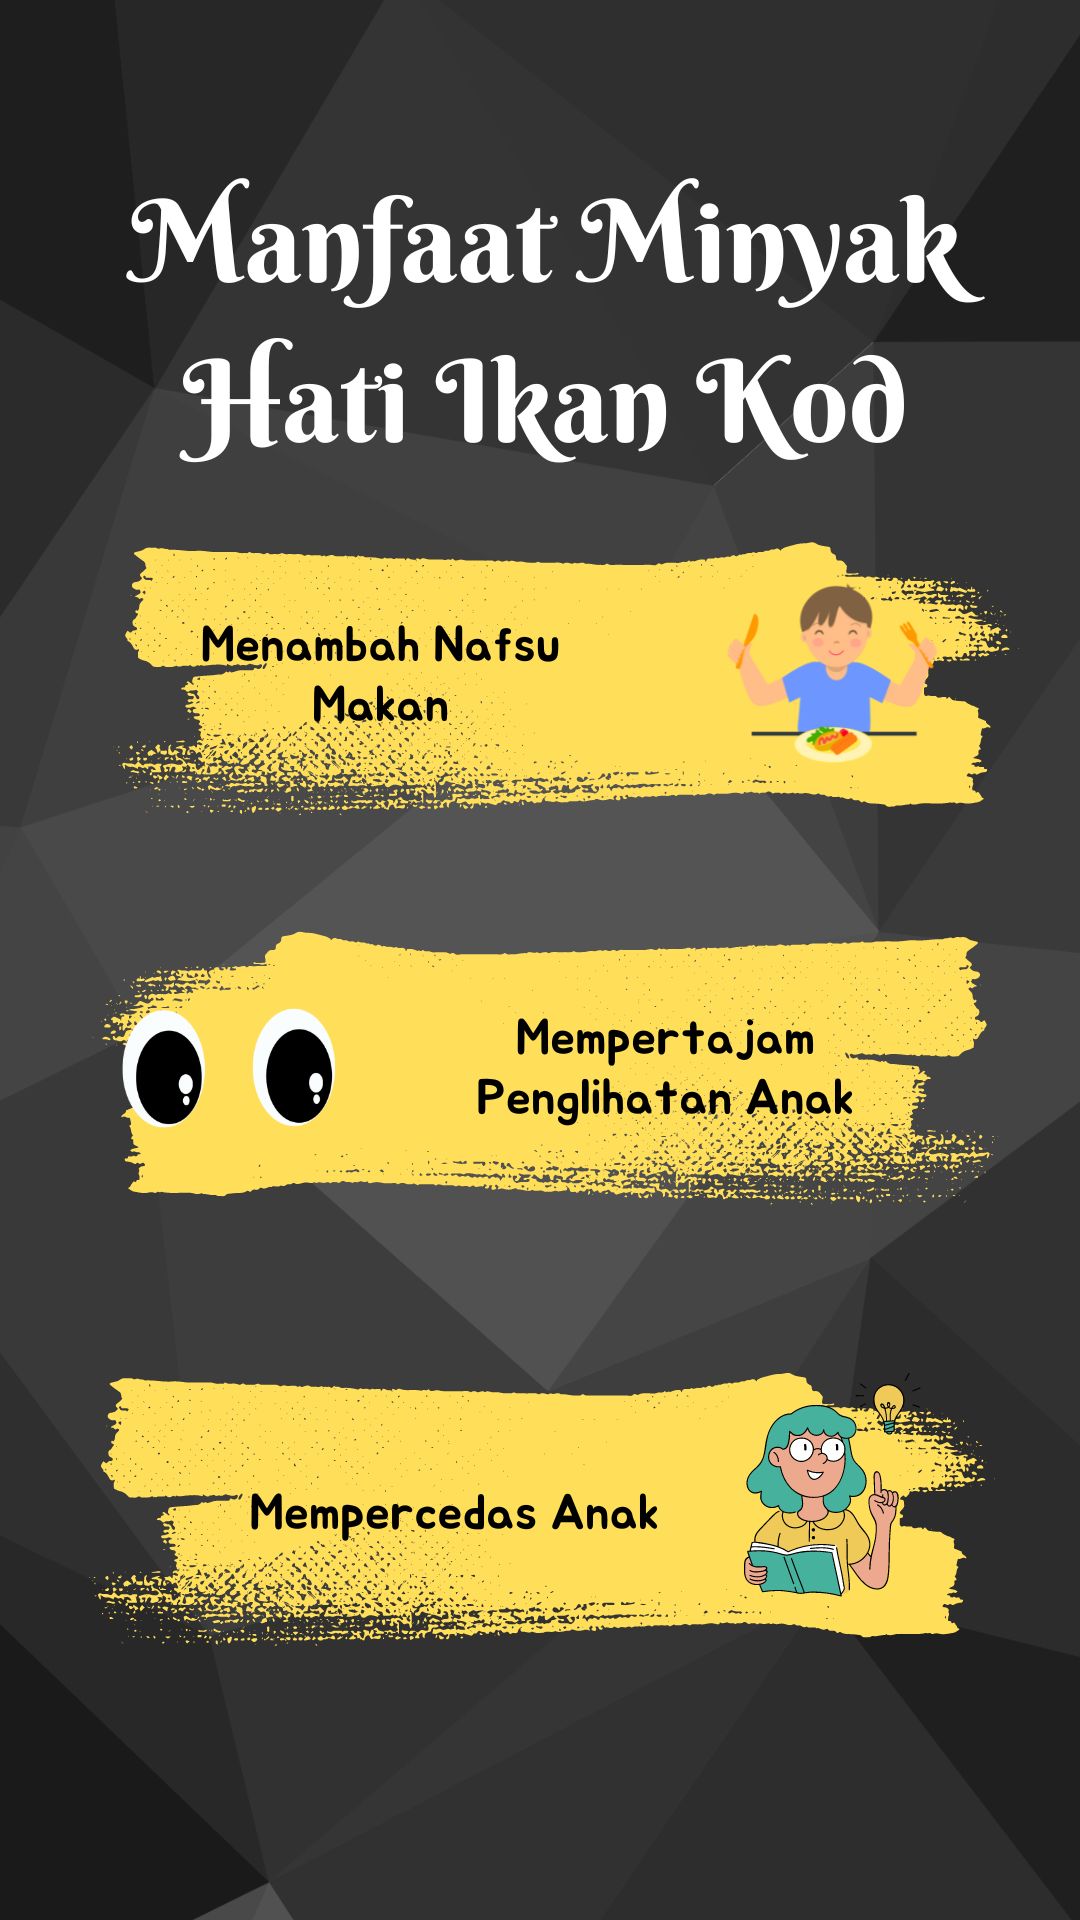 Manfaat Minyak
Hati Ikan Kod
Menambah Nafsu
Makan
Mempertajam
Penglihatan Anak
Mempercedas Anak